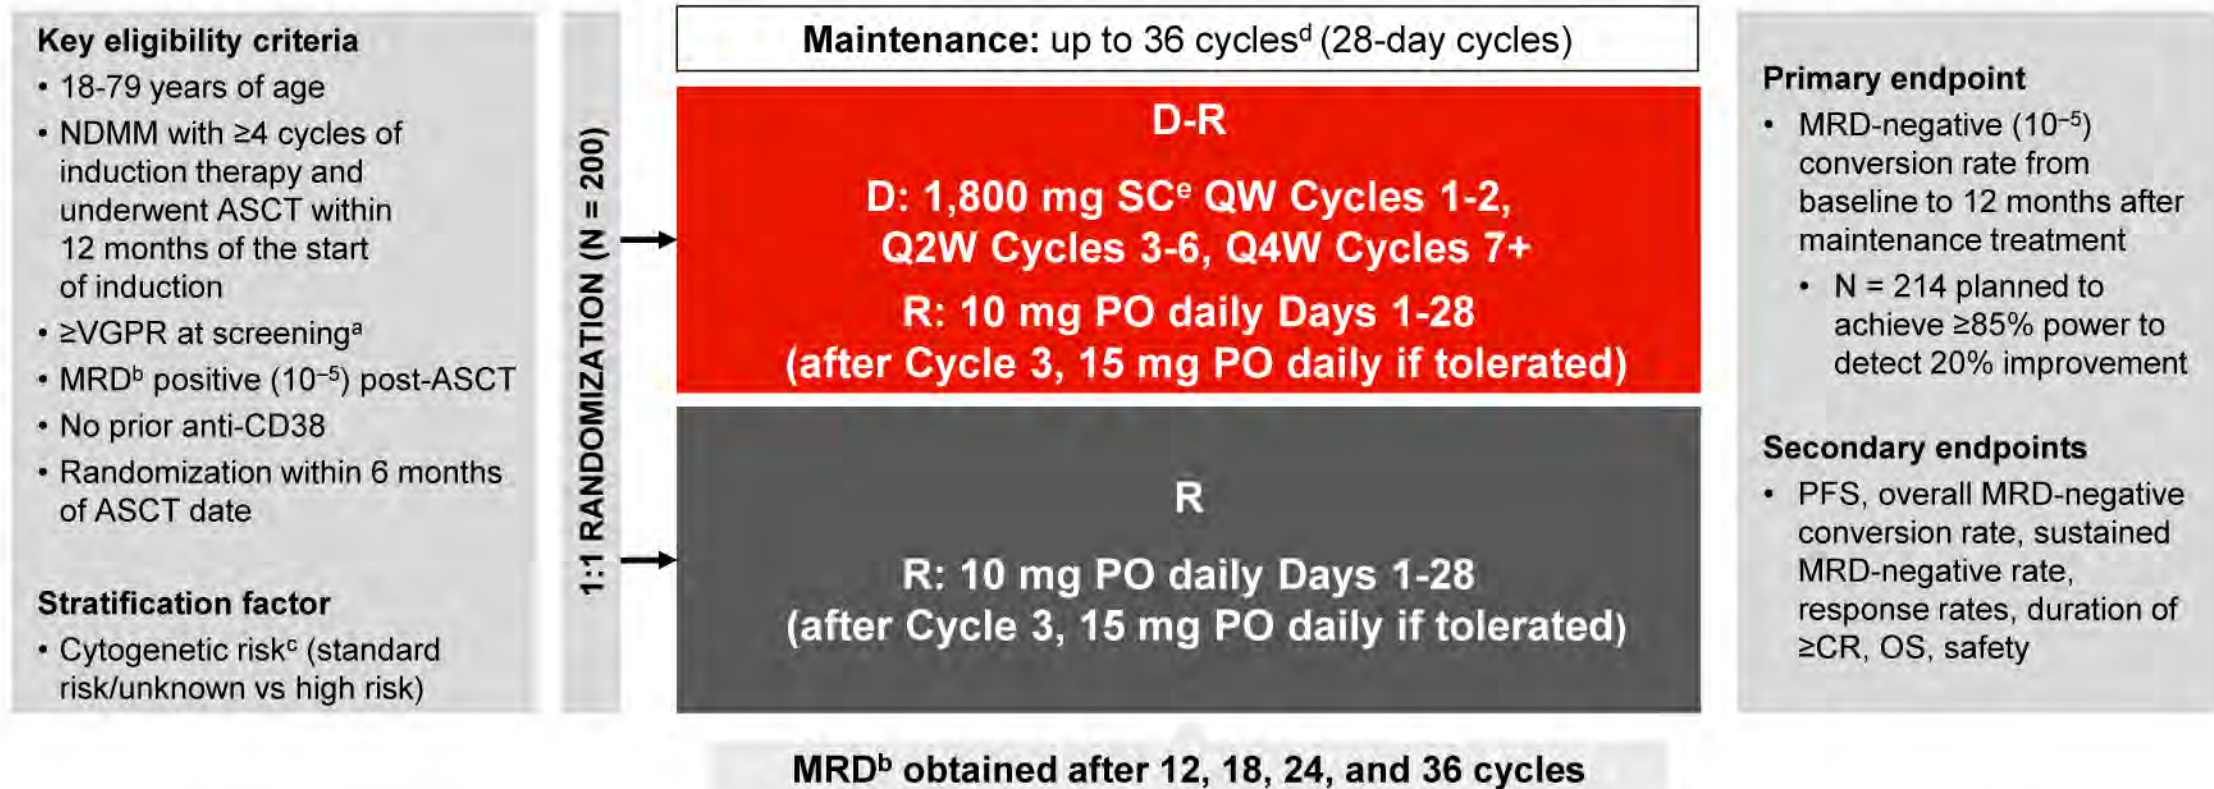 Key eligibility criteria
• 18-79 years of age
• NDMM with ≥4 cycles of
induction therapy and
underwent ASCT within
12 months of the start
of induction
• ≥VGPR at screeningᵃ
• MRDᵇ positive (10⁻⁵) post-ASCT
• No prior anti-CD38
• Randomization within 6 months
of ASCT date
Stratification factor
• Cytogenetic riskᶜ (standard
risk/unknown vs high risk)
1:1 RANDOMIZATION (N = 200)
Maintenance: up to 36 cyclesᵈ (28-day cycles)
D-R
D: 1,800 mg SCᵉ QW Cycles 1-2,
Q2W Cycles 3-6, Q4W Cycles 7+
R: 10 mg PO daily Days 1-28
(after Cycle 3, 15 mg PO daily if tolerated)
R
R: 10 mg PO daily Days 1-28
(after Cycle 3, 15 mg PO daily if tolerated)
MRDᵇ obtained after 12, 18, 24, and 36 cycles
Primary endpoint
• MRD-negative (10⁻⁵)
conversion rate from
baseline to 12 months after
maintenance treatment
• N = 214 planned to
achieve ≥85% power to
detect 20% improvement
Secondary endpoints
• PFS, overall MRD-negative
conversion rate, sustained
MRD-negative rate,
response rates, duration of
≥CR, OS, safety